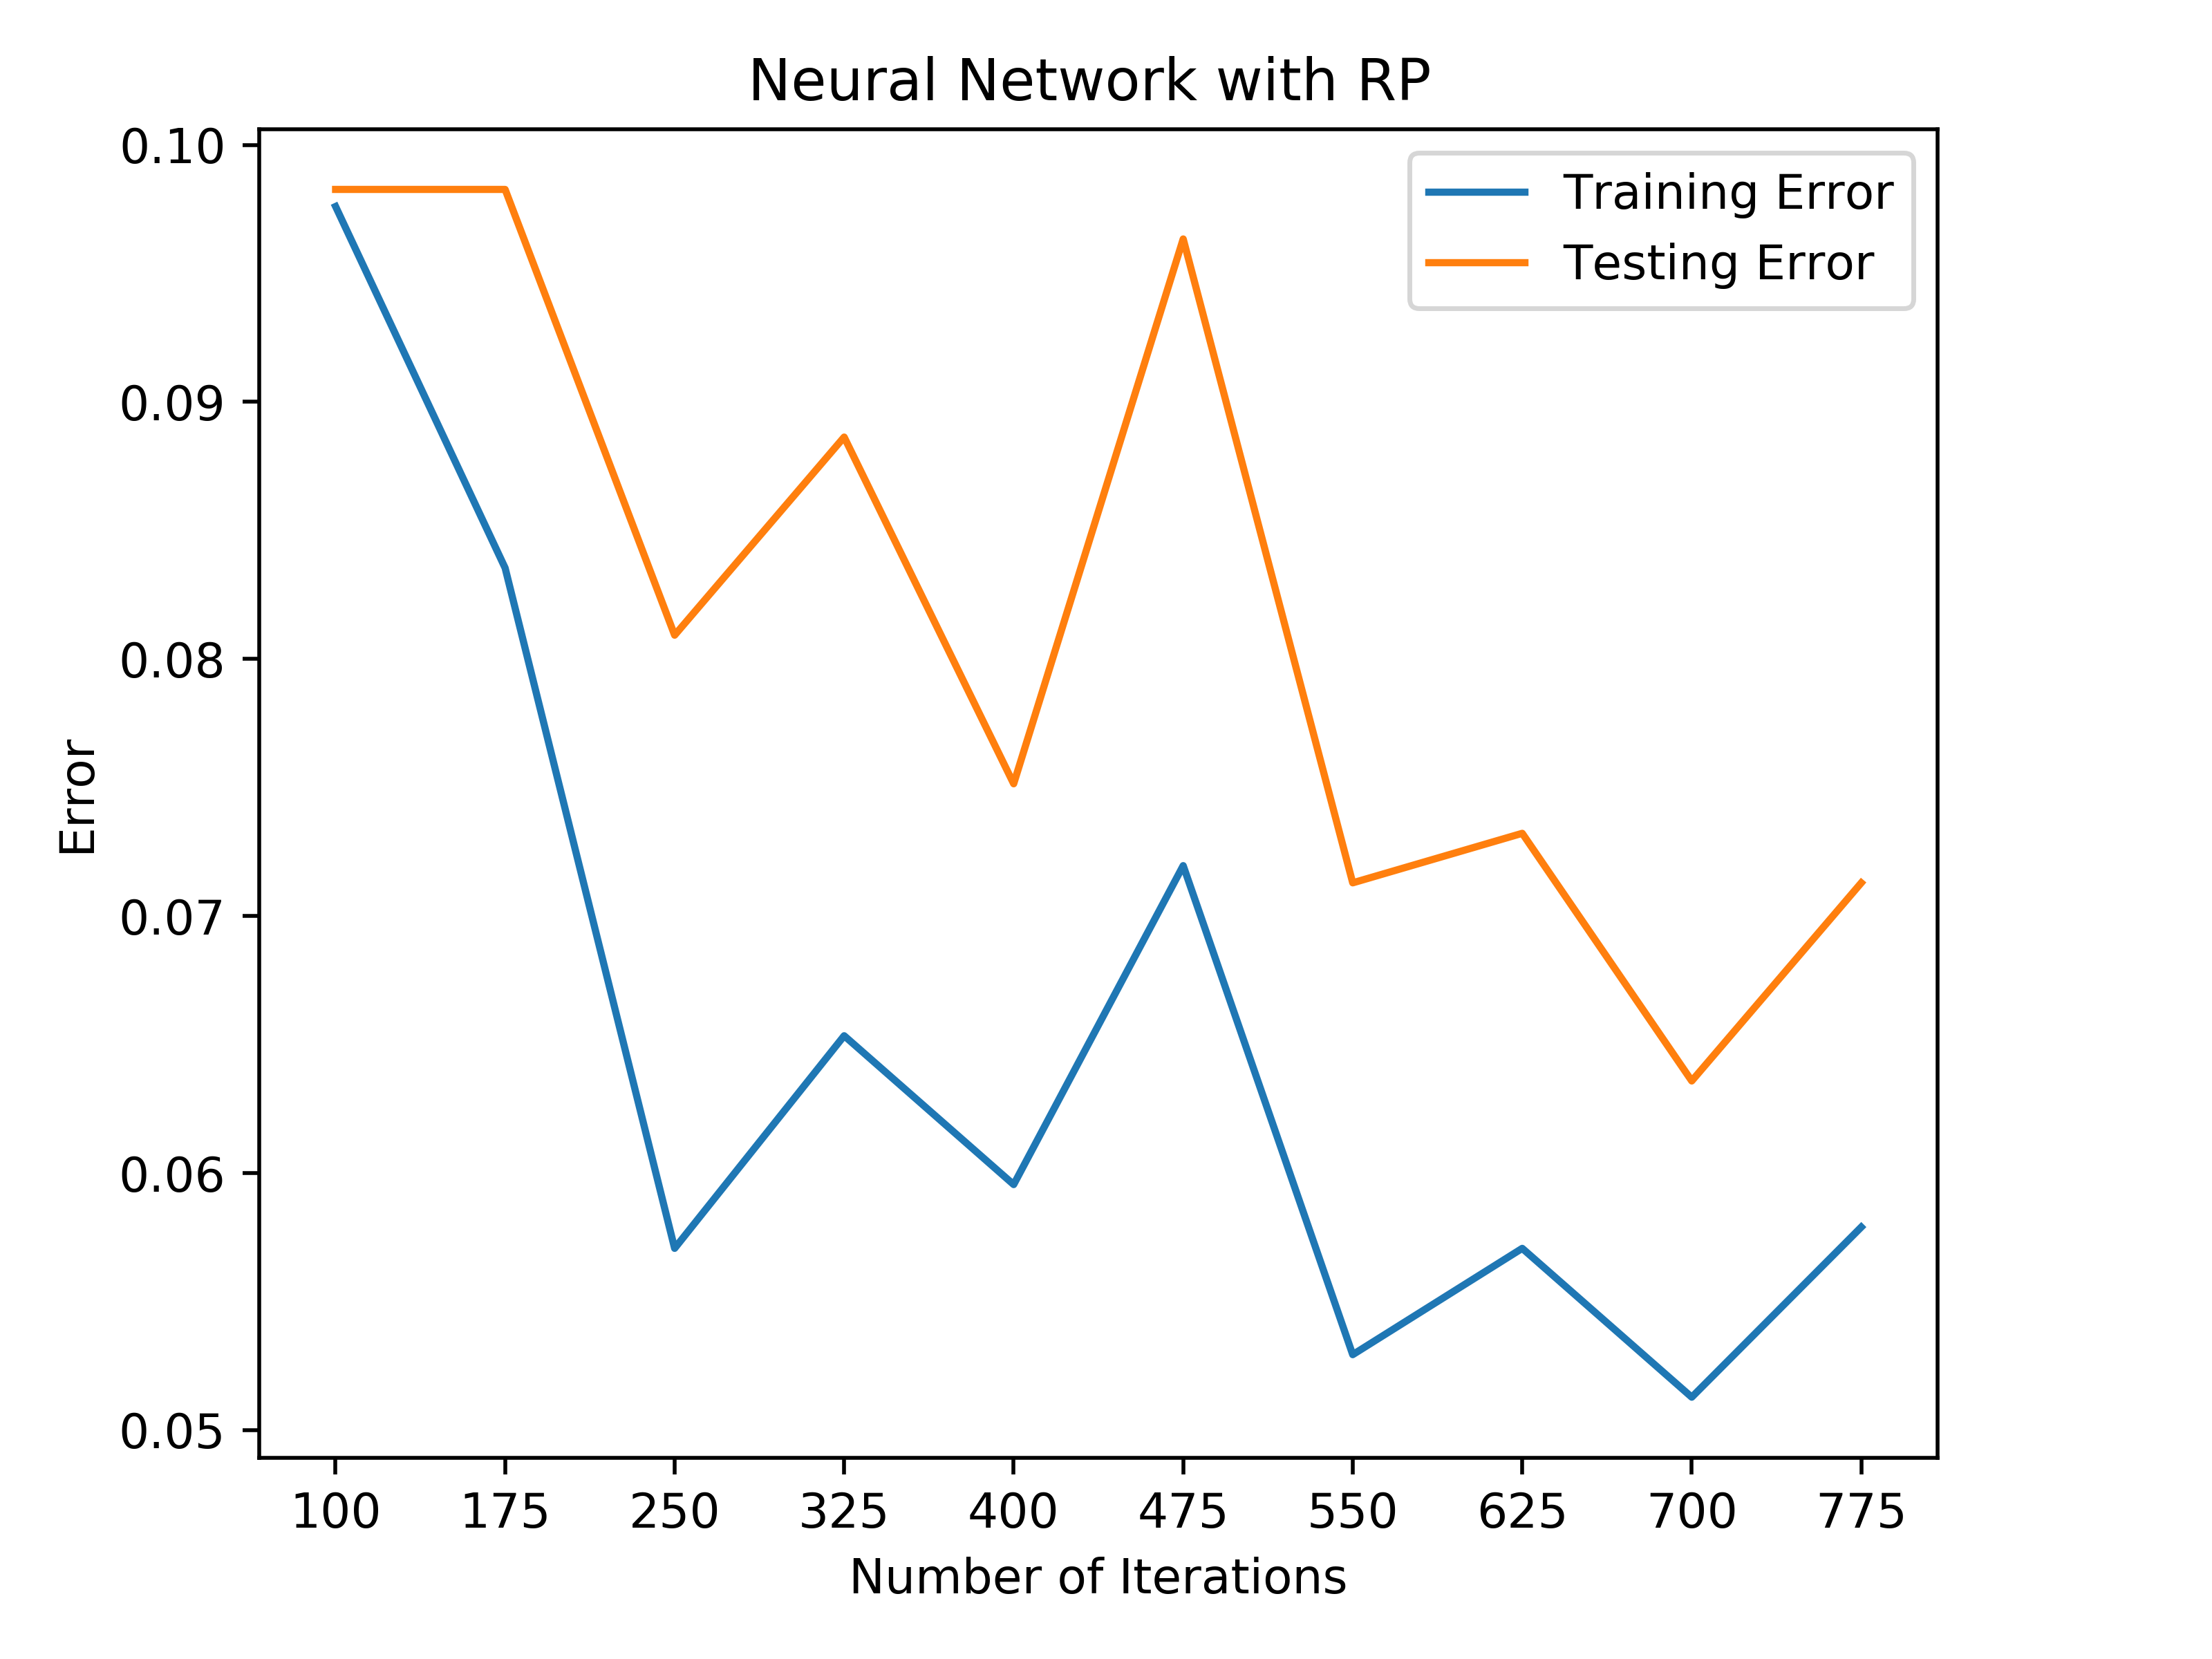 Neural Network with RP
Training Error
Testing Error
0.10
0.09
0.08
0.07
0.06
0.05
Error
100 175 250 325 400 475 550 625 700 775
Number of Iterations